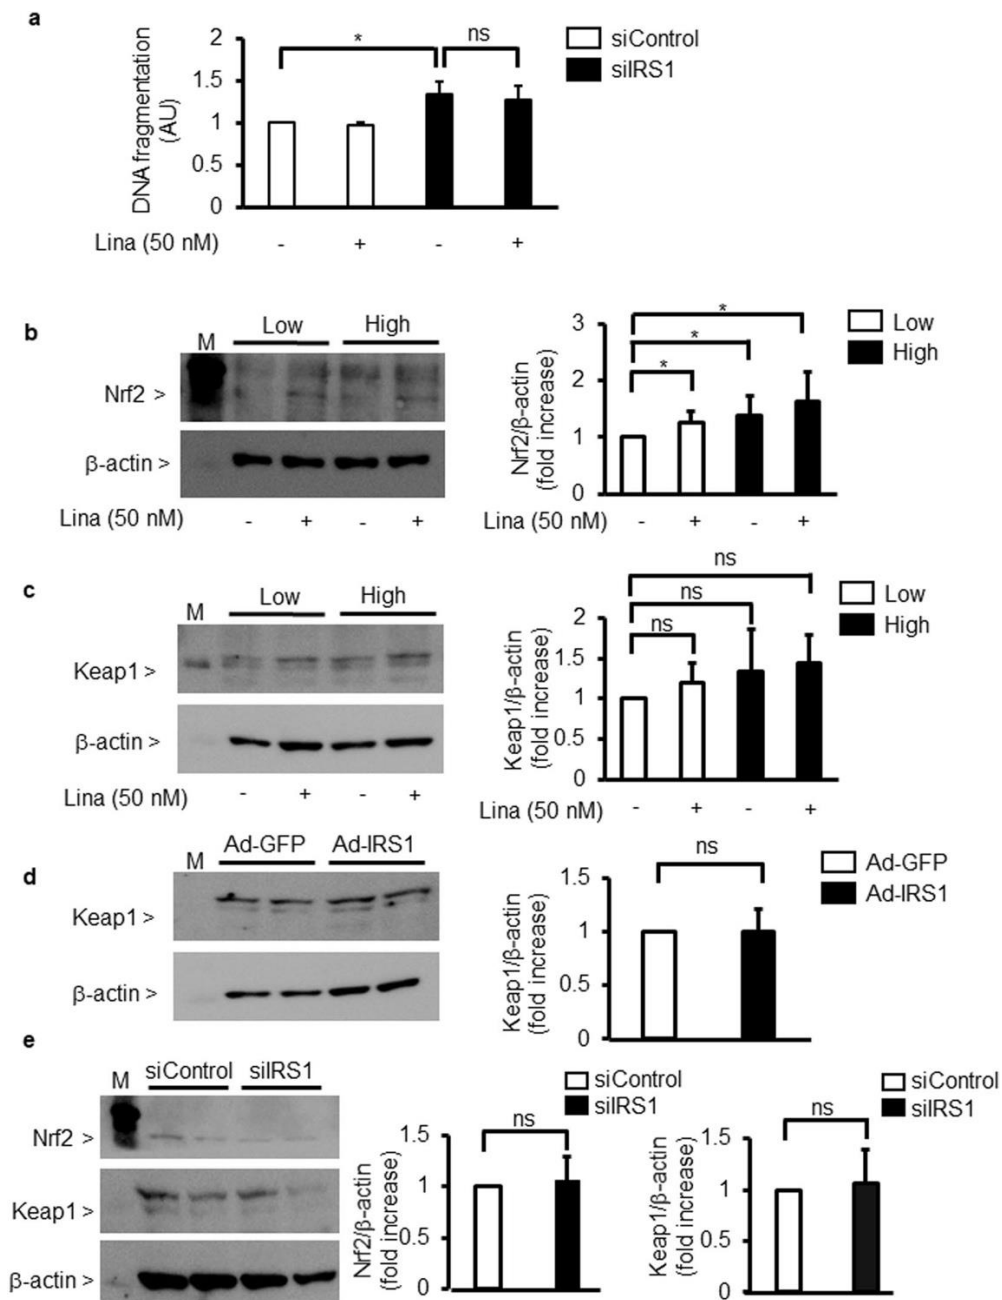 a
2
1.5
1
0.5
0
DNA fragmentation
(AU)
*
ns
siControl
siIRS1
Lina (50 nM)
- + - +
b
M
Low High
Nrf2 >
β-actin >
Lina (50 nM) - + - +
3
2
1
0
Nrf2/β-actin
(fold increase)
*
*
*
Low
High
Lina (50 nM) - + - +
c
M
Low High
Keap1 >
β-actin >
Lina (50 nM) - + - +
2
1.5
1
0.5
0
Keap1/β-actin
(fold increase)
ns
ns
ns
Low
High
Lina (50 nM) - + - +
d
M
Ad-GFP Ad-IRS1
Keap1 >
β-actin >
1.5
1
0.5
0
Keap1/β-actin
(fold increase)
ns
Ad-GFP
Ad-IRS1
e
M
siControl siIRS1
Nrf2 >
Keap1 >
β-actin >
1.5
1
0.5
0
Nrf2/β-actin
(fold increase)
ns
siControl
siIRS1
1.5
1
0.5
0
Keap1/β-actin
(fold increase)
ns
siControl
siIRS1